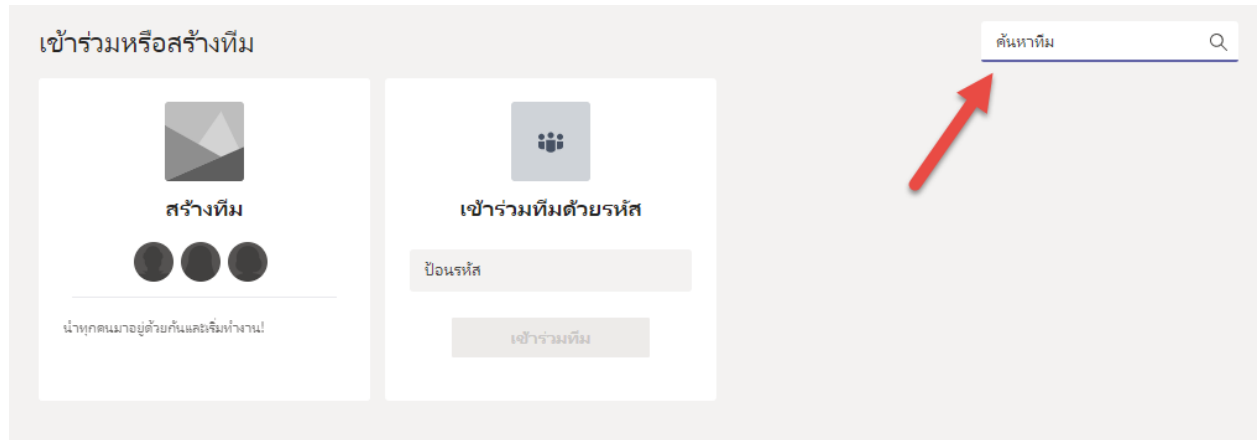 เข้าร่วมหรือสร้างทีม
ค้นหาทีม
สร้างทีม
นำทุกคนมาอยู่ด้วยกันและเริ่มทำงาน!
เข้าร่วมทีมด้วยรหัส
ป้อนรหัส
เข้าร่วมทีม